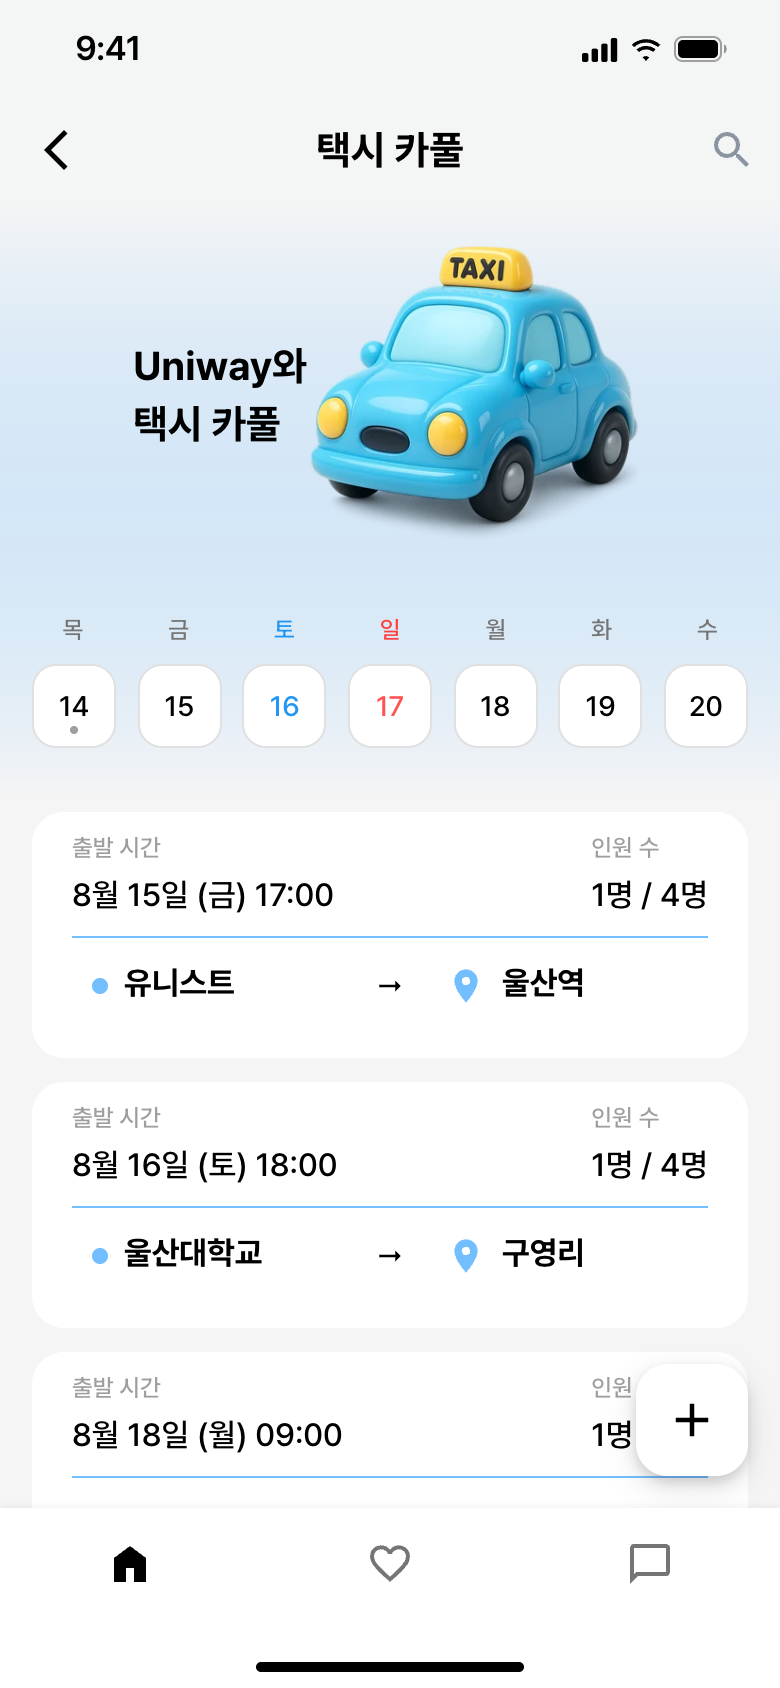 9:41
택시 카풀
TAXI
Uniway와
택시 카풀
목 금 토 일 월 화 수
14 15 16 17 18 19 20
출발 시간 인원 수
8월 15일 (금) 17:00 1명 / 4명
유니스트 → 울산역
출발 시간 인원 수
8월 16일 (토) 18:00 1명 / 4명
울산대학교 → 구영리
출발 시간 인원
8월 18일 (월) 09:00 1명